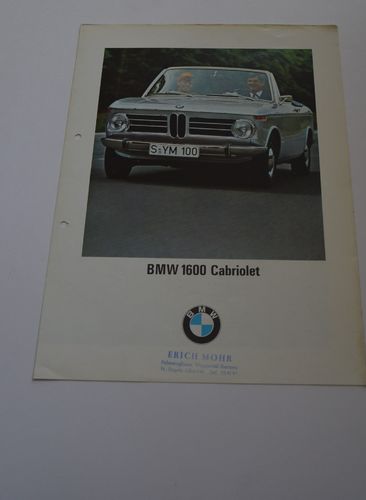 S-YM 100
BMW 1600 Cabriolet
BMW
ERICH MOHR